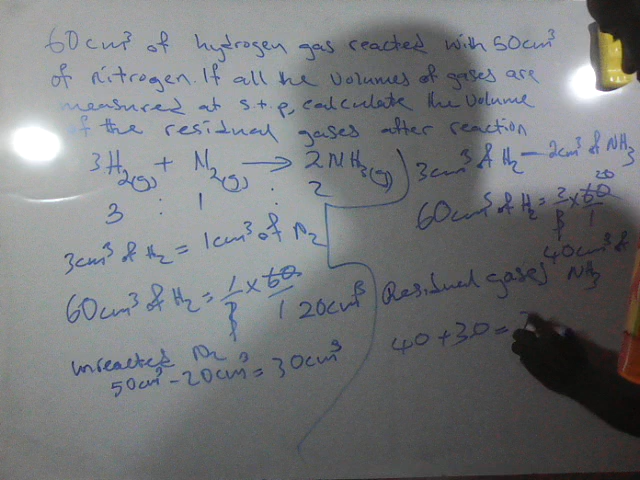 60cm³ of hydrogen gas reacted with 50cm³
of nitrogen. If all the volumes of gases are
measured at s.t.p, calculate the volume
of the residual gases after reaction
3H₂(g) + N₂(g) → 2NH₃(g)
3 : 1 : 2
3cm³ of H₂ = 1cm³ of N₂
60cm³ of H₂ = 1/3 × 60/1 20cm³
unreacted N₂
50cm³ - 20cm³ = 30cm³
3cm³ of H₂ - 2cm³ of NH₃
20
60cm³ of H₂ = 2/3 × 60/1
40cm³ of
NH₃
Residual gases
40 + 30 =